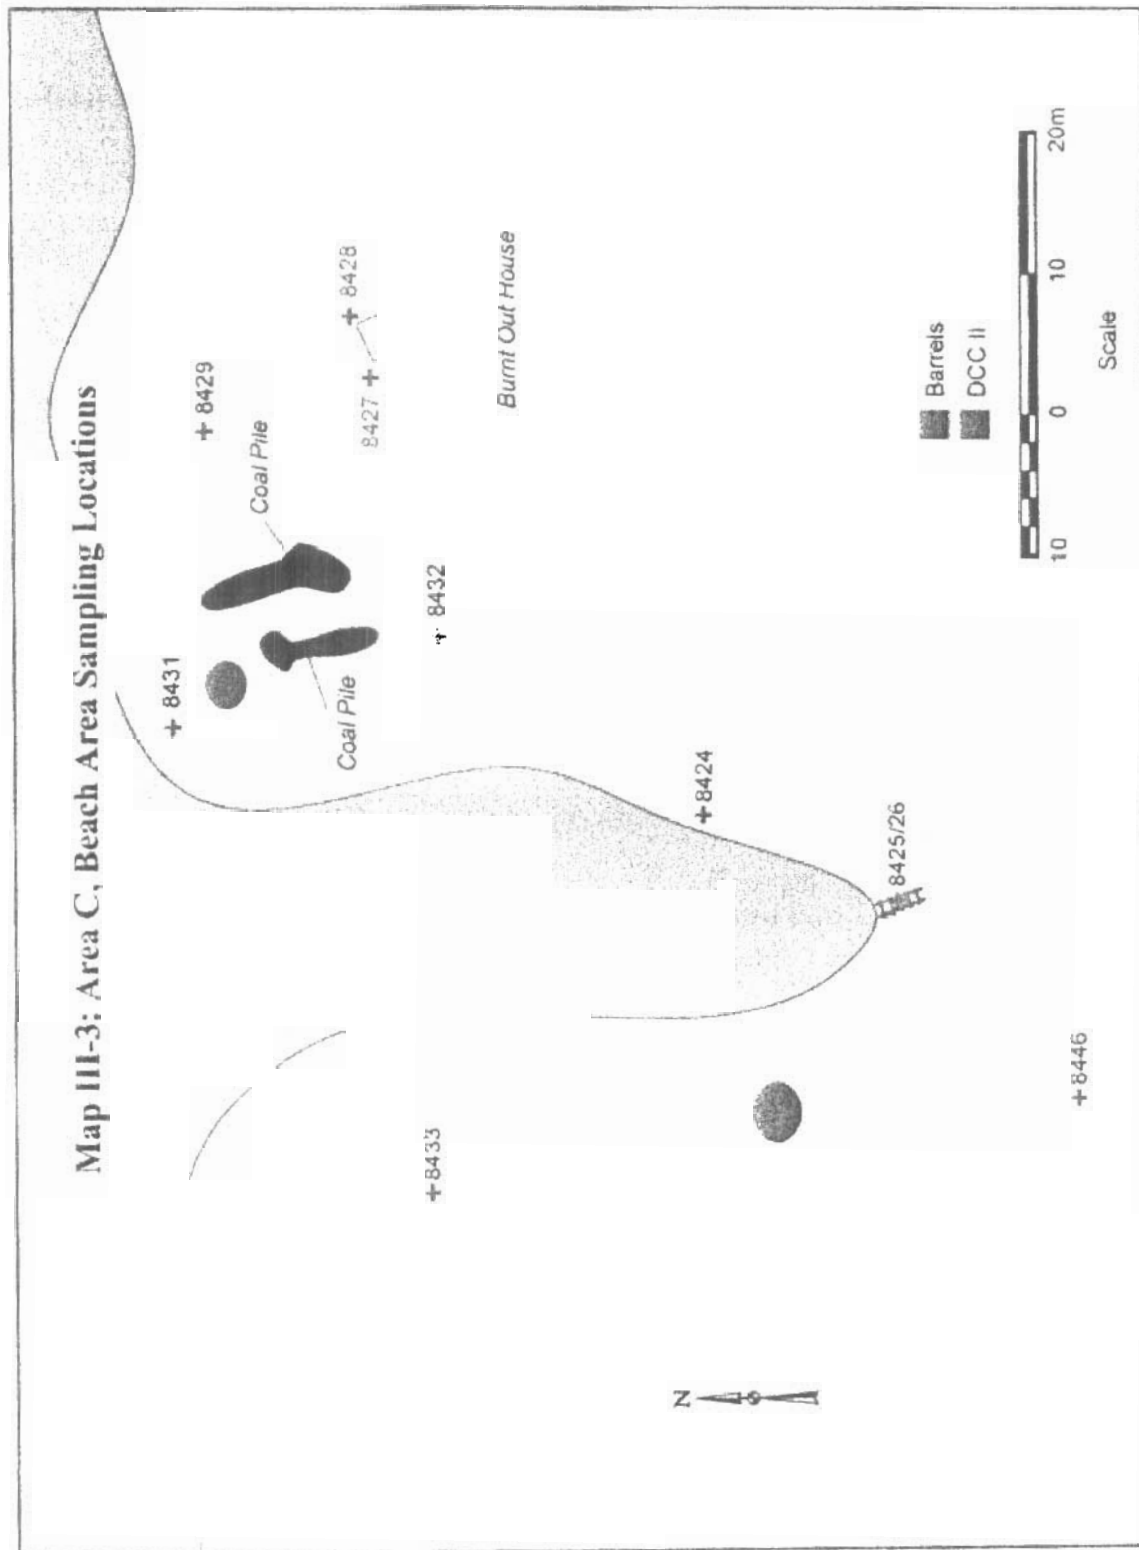 Map III-3: Area C, Beach Area Sampling Locations
+ 8431
+ 8429
Coal Pile
Coal Pile
8427 +
+ 8428
+ 8432
+8433
Burnt Out House
+8424
N
8425/26
+8446
Barrels
DCC II
10 0 10 20m
Scale